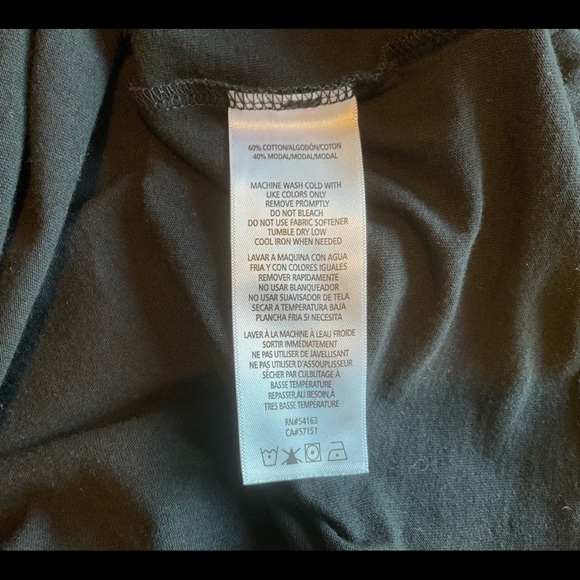 60% COTTON/ALGODÓN/COTON
40% MODAL/MODAL/MODAL
MACHINE WASH COLD WITH
LIKE COLORS ONLY
REMOVE PROMPTLY
DO NOT BLEACH
DO NOT USE FABRIC SOFTENER
TUMBLE DRY LOW
COOL IRON WHEN NEEDED
LAVAR A MAQUINA CON AGUA
FRIA Y CON COLORES IGUALES
REMOVER RAPIDAMENTE
NO USAR BLANQUEADOR
NO USAR SUAVISADOR DE TELA
SECAR A TEMPERATURA BAJA
PLANCHA FRIA SI NECESITA
LAVER À LA MACHINE À LEAU FROIDE
SORTIR IMMÉDIATEMENT
NE PAS UTILISER DE JAVELLISANT
NE PAS UTILISER D'ASSOUPLISSEUR
SÉCHER PAR CULBUTAGE À
BASSE TEMPÉRATURE
REPASSER,AU BESOIN,À
TRES BASSE TEMPÉRATURE
RN#54163
CA#57151